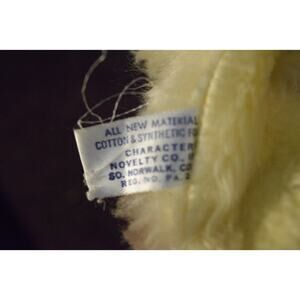 ALL NEW MATERIAL
COTTON & SYNTHETIC
CHARACTER
NOVELTY CO.,
SO. NORWALK,
REG. NO. PA.